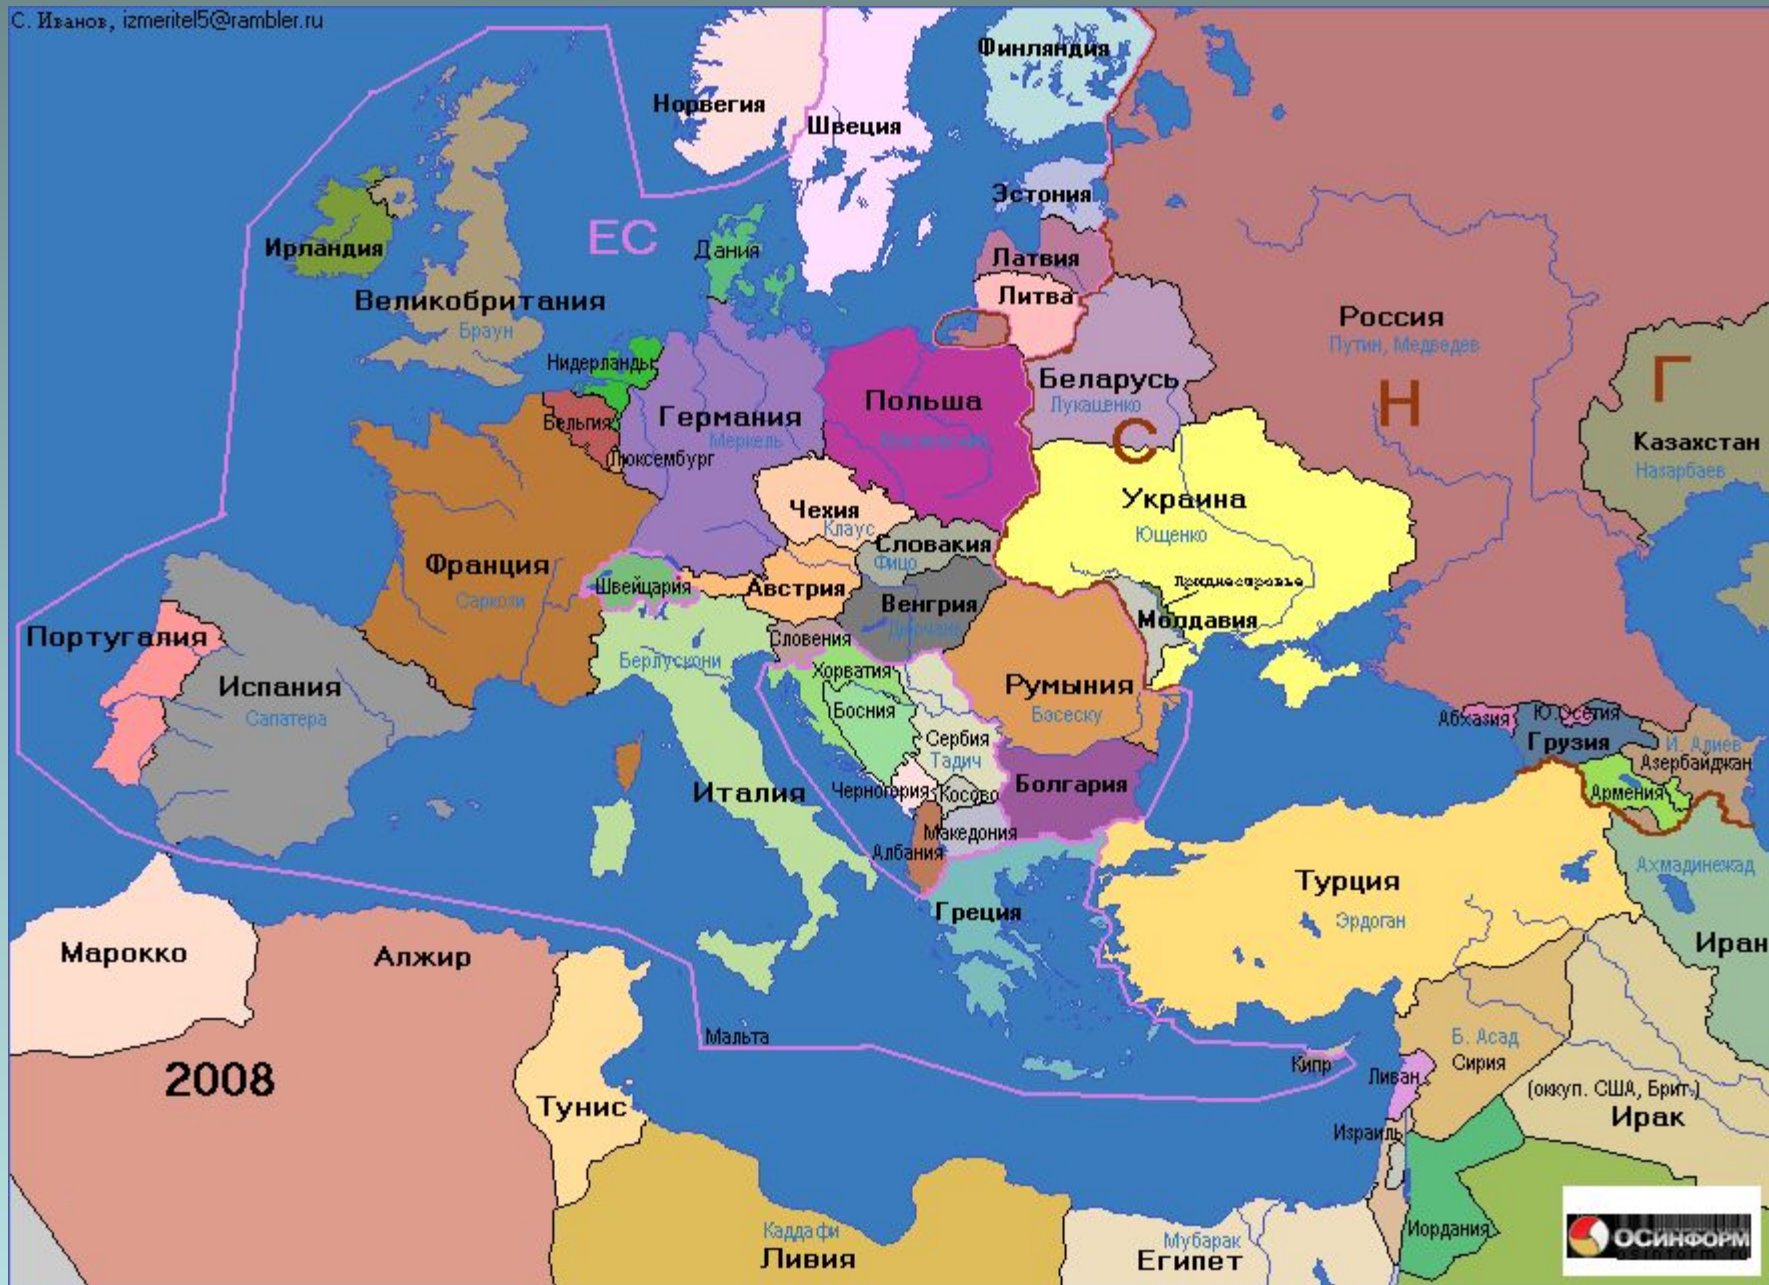 С. Иванов, izmeritel5@rambler.ru
Финляндия
Норвегия
Швеция
Эстония
ЕС
Дания
Ирландия
Латвия
Литва
Великобритания
Браун
Россия
Путин, Медведев
Нидерланды
Беларусь
Лукашенко
Г
Н
С
Польша
Германия
Меркель
Бельгия
Люксембург
Казахстан
Назарбаев
Чехия
Клаус
Украина
Ющенко
Словакия
Фицо
Франция
Саркози
Швейцария
Австрия
Венгрия
Приднестровье
Молдавия
Португалия
Словения
Берлускони
Хорватия
Испания
Сапатера
Босния
Румыния
Бэсеску
Сербия
Тадич
Абхазия
Ю.Осетия
Грузия
И. Алиев
Азербайджан
Италия
Черногория
Косово
Болгария
Армения
Македония
Албания
Турция
Эрдоган
Ахмадинежад
Иран
Греция
Марокко
Алжир
Мальта
Кипр
Б. Асад
Сирия
Ливан
2008
Тунис
(оккуп. США, Брит.)
Ирак
Израиль
Каддафи
Ливия
Мубарак
Египет
Иордания
ОСИНФОРМ